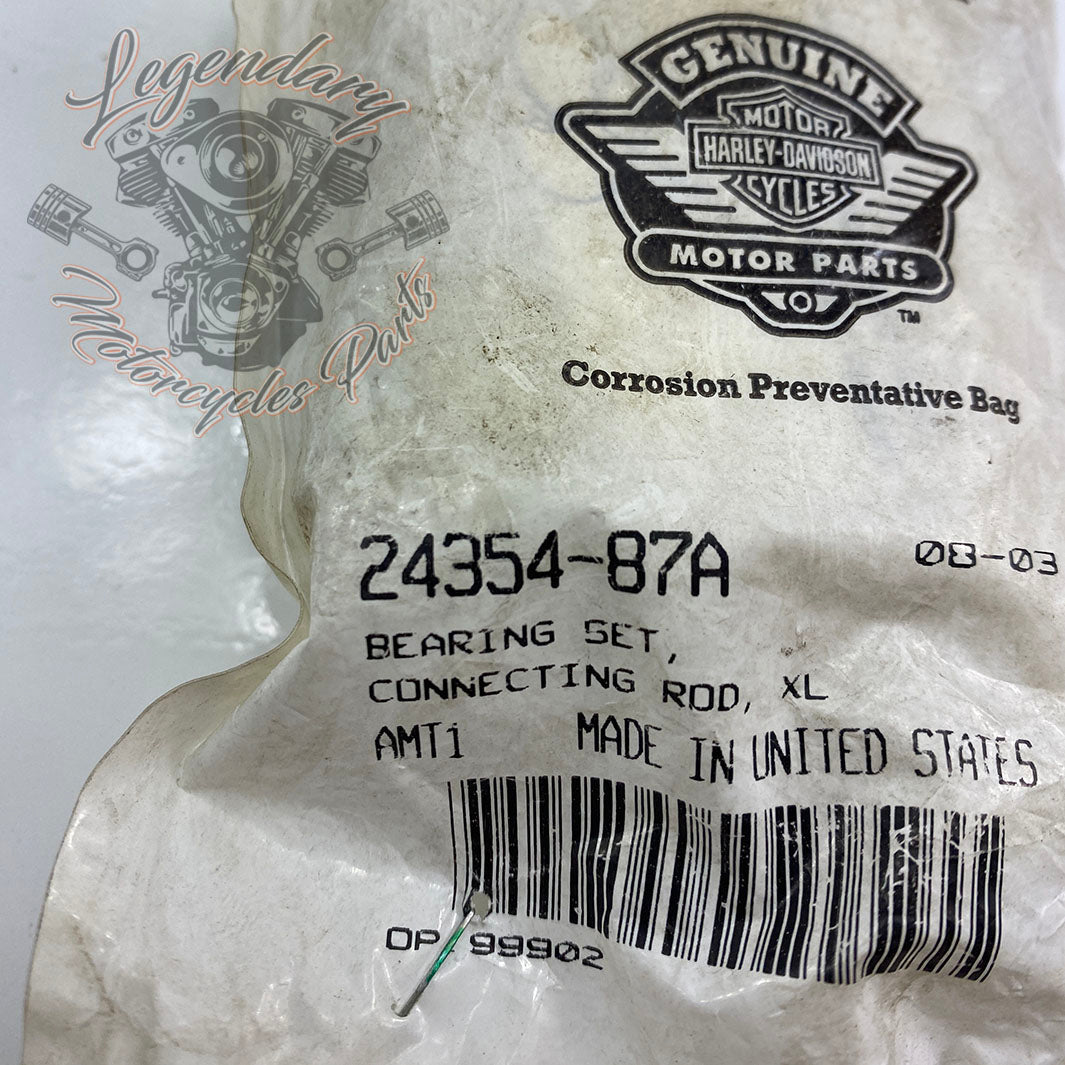 Legendary
Motorcycles Parts
GENUINE
MOTOR
HARLEY-DAVIDSON
CYCLES
MOTOR PARTS
TM
Corrosion Preventative Bag
24354-87A
08-03
BEARING SET,
CONNECTING ROD, XL
AMT1 MADE IN UNITED STATES
OP 99902